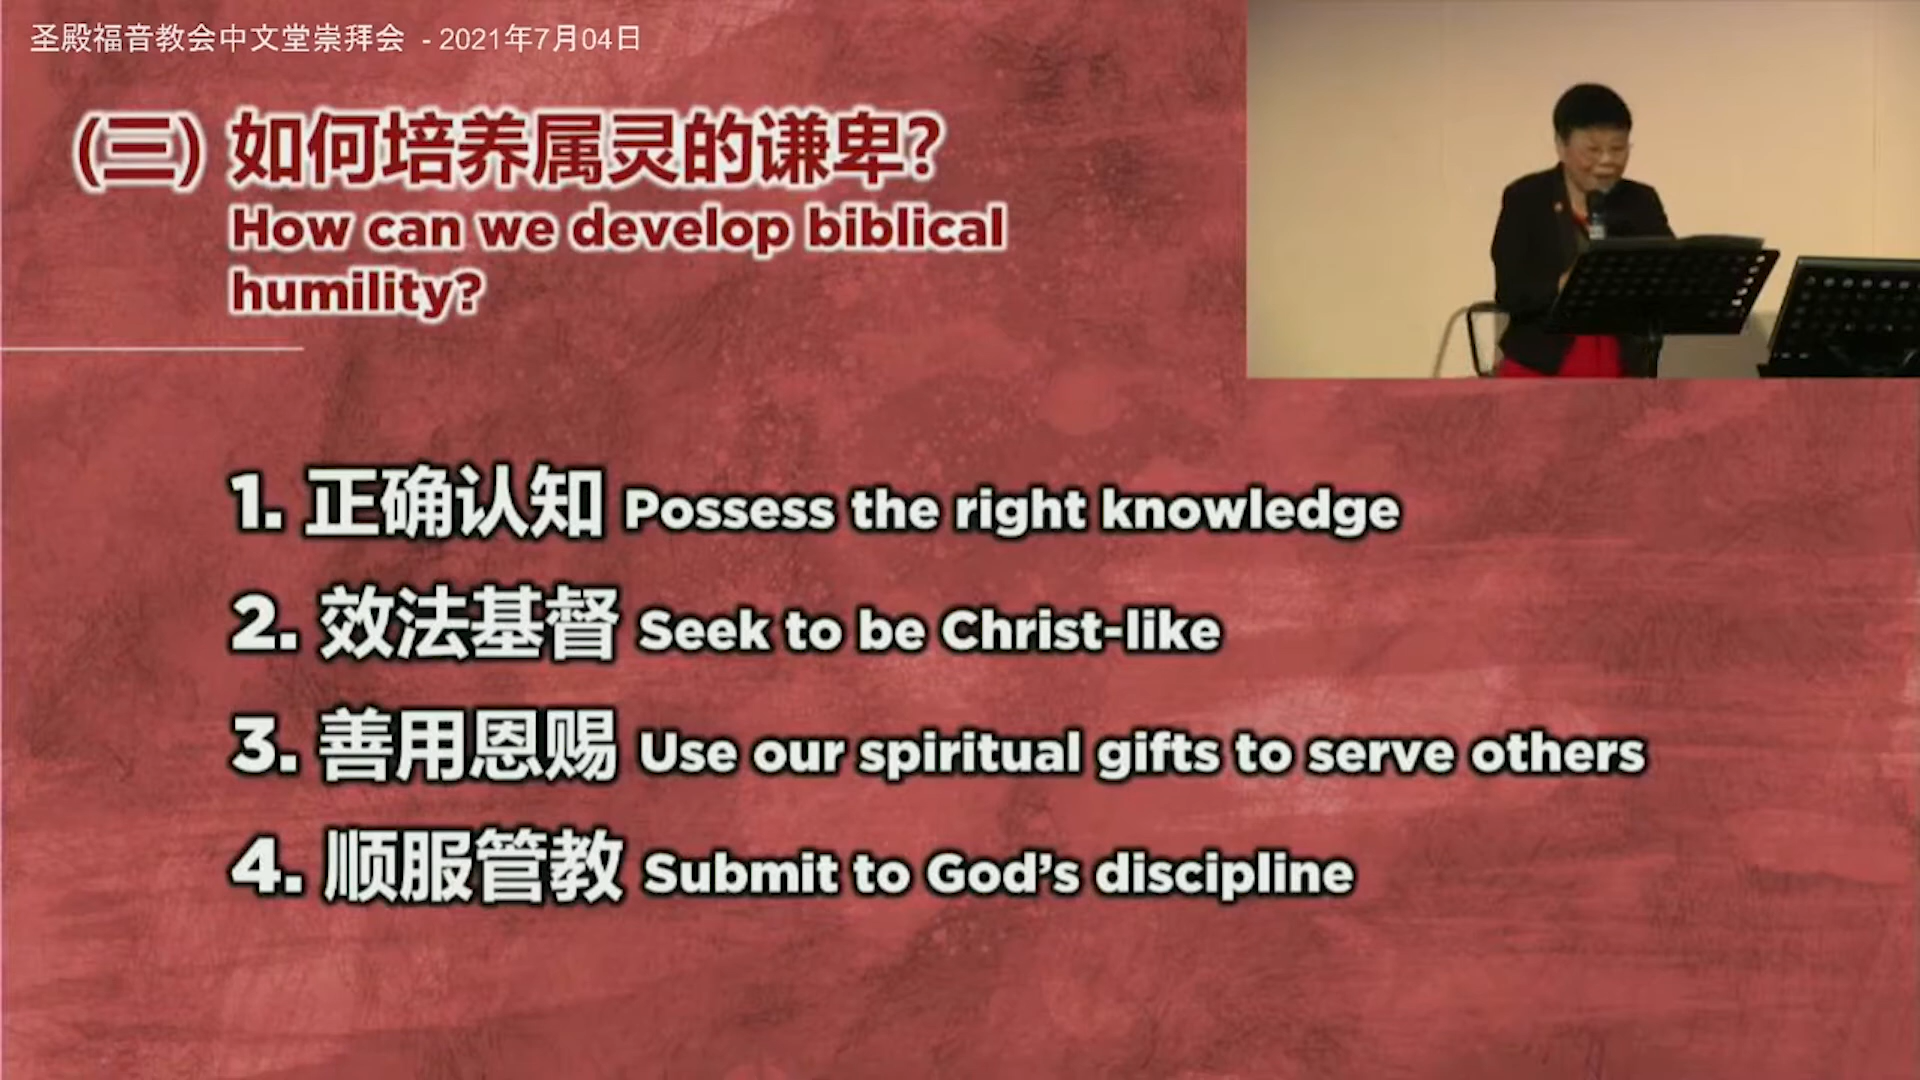 圣殿福音教会中文堂崇拜会 - 2021年7月04日
(三) 如何培养属灵的谦卑?
How can we develop biblical
humility?
1. 正确认知 Possess the right knowledge
2. 效法基督 Seek to be Christ-like
3. 善用恩赐 Use our spiritual gifts to serve others
4. 顺服管教 Submit to God's discipline